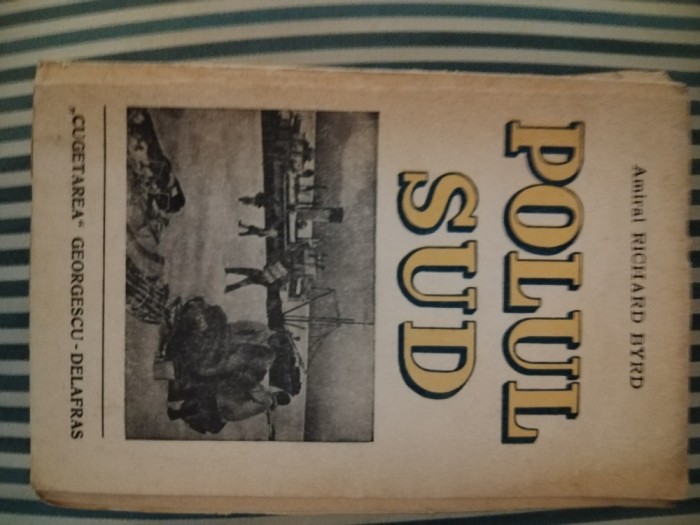 Amiral RICHARD BYRD
POLUL
SUD
„CUGETAREA“ GEORGESCU-DELAFRAS